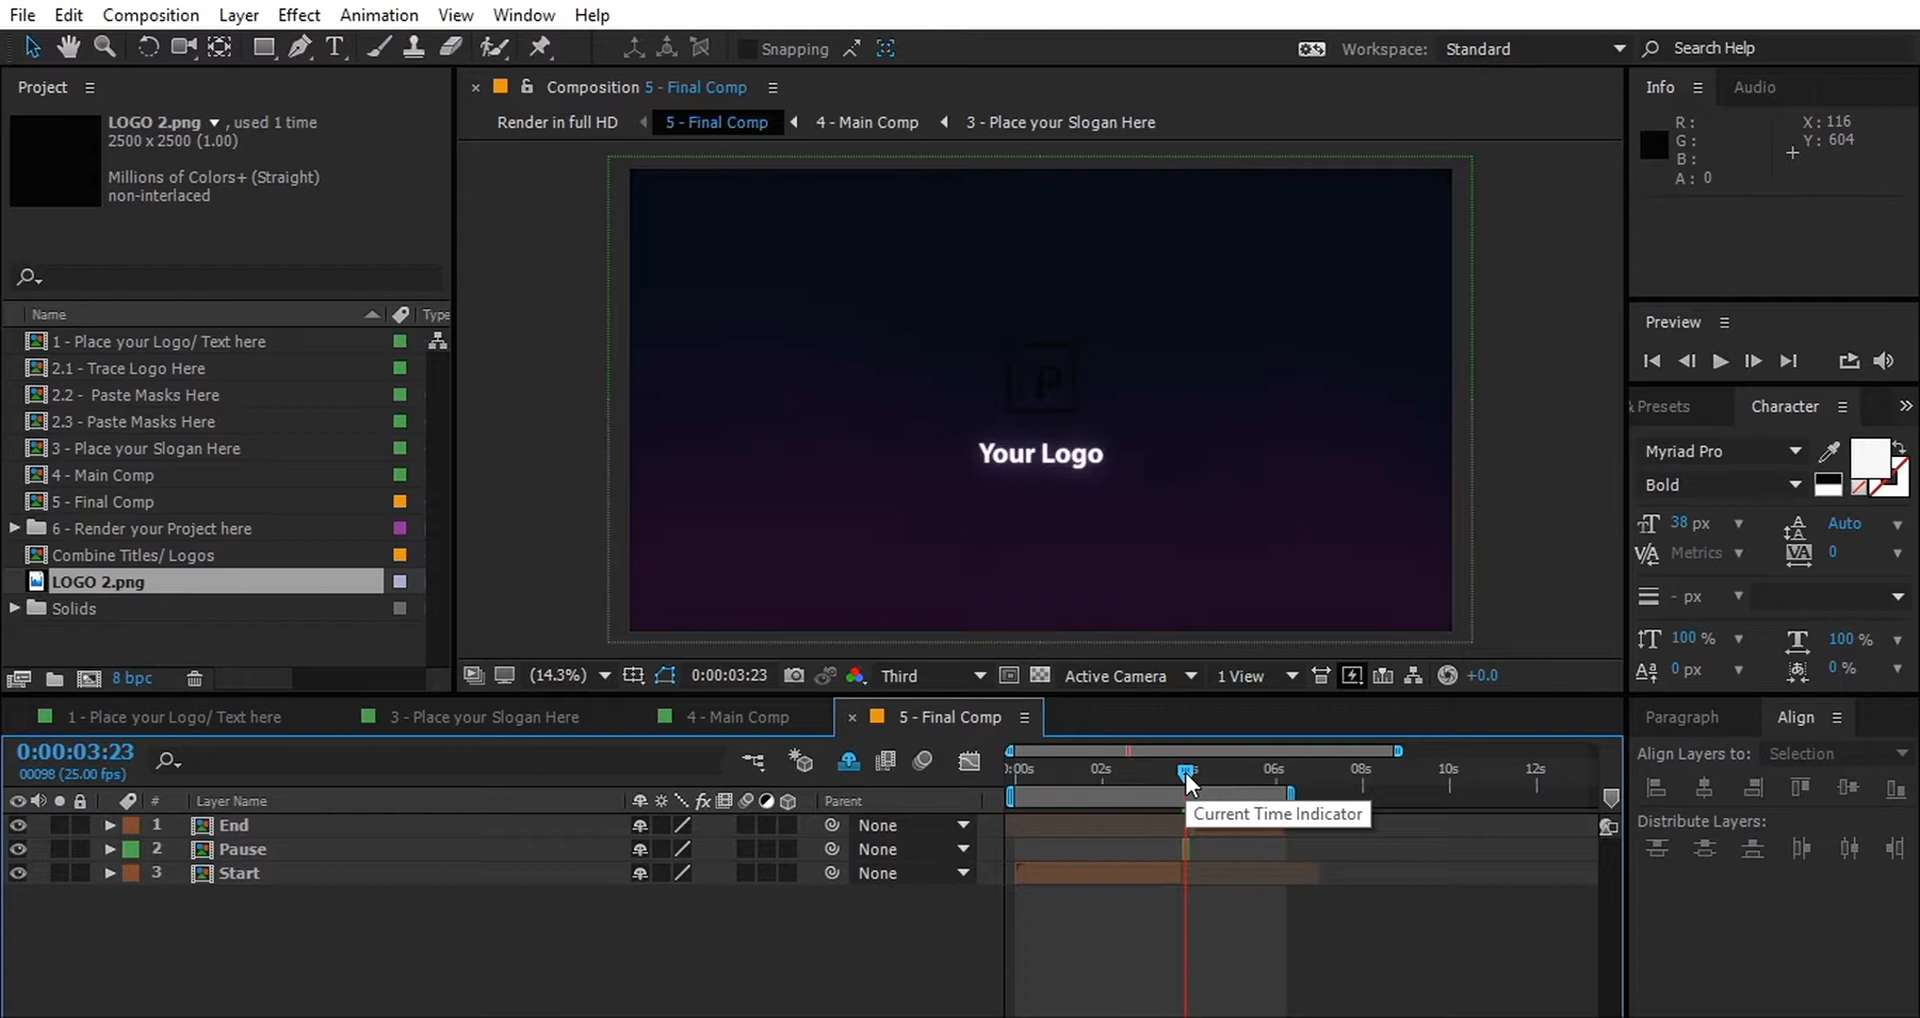 File Edit Composition Layer Effect Animation View Window Help
Snapping
Workspace: Standard
Search Help
Project
LOGO 2.png , used 1 time
2500 x 2500 (1.00)
Millions of Colors+ (Straight)
non-interlaced
Name Type
1 - Place your Logo/ Text here
2.1 - Trace Logo Here
2.2 - Paste Masks Here
2.3 - Paste Masks Here
3 - Place your Slogan Here
4 - Main Comp
5 - Final Comp
6 - Render your Project here
Combine Titles/ Logos
LOGO 2.png
Solids
8 bpc
Composition 5 - Final Comp
Render in full HD 5 - Final Comp 4 - Main Comp 3 - Place your Slogan Here
P
Your Logo
(14.3%) 0:00:03:23 Third Active Camera 1 View +0.0
Info Audio
R: X: 116
G: Y: 604
B:
A: 0
Preview
& Presets Character
Myriad Pro
Bold
38 px Auto
Metrics 0
- px
100 % 100 %
0 px 0 %
1 - Place your Logo/ Text here 3 - Place your Slogan Here 4 - Main Comp 5 - Final Comp
0:00:03:23
00098 (25.00 fps)
:00s 02s s 06s 08s 10s 12s
# Layer Name fx Parent
Current Time Indicator
1 End None
2 Pause None
3 Start None
Paragraph Align
Align Layers to: Selection
Distribute Layers: